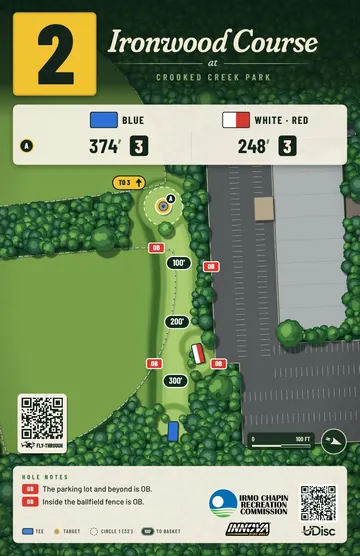 2
Ironwood Course
at
CROOKED CREEK PARK
BLUE
WHITE · RED
A
374' 3
248' 3
TO 3
A
OB
100'
OB
200'
OB
OB
300'
FLY-THROUGH
0 100 FT
HOLE NOTES
OB The parking lot and beyond is OB.
OB Inside the ballfield fence is OB.
TEE
TARGET
CIRCLE 1 (33')
TO BASKET
IRMO CHAPIN
RECREATION
COMMISSION
INNOVA
UDisc